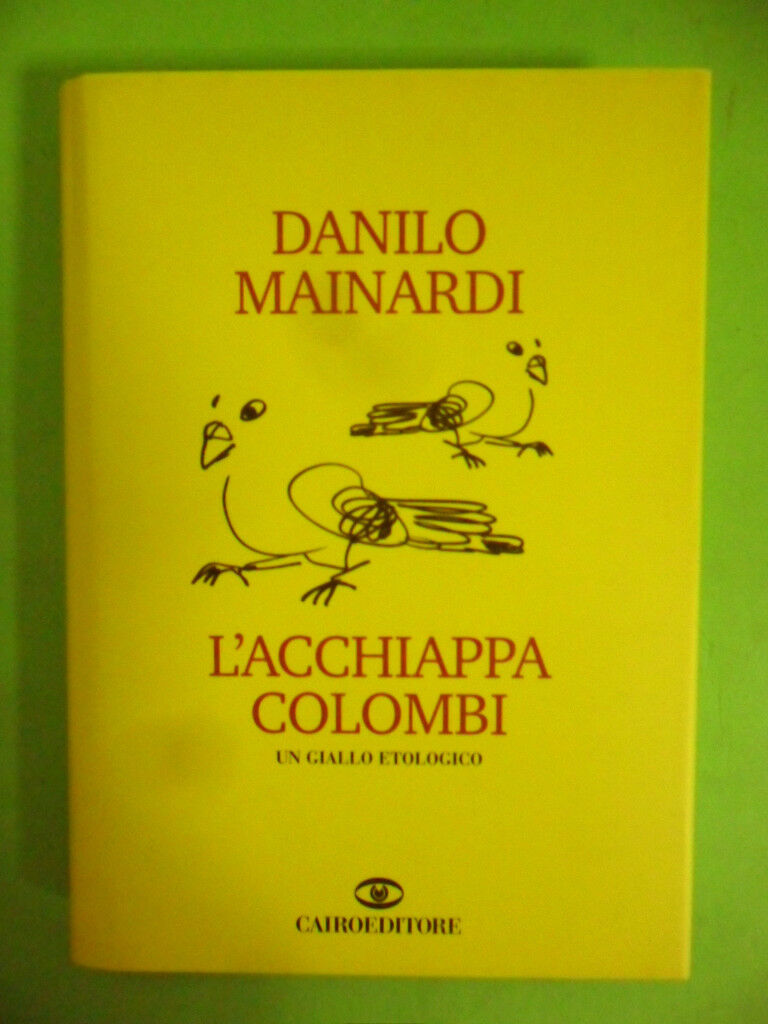 DANILO
MAINARDI
L'ACCHIAPPA
COLOMBI
UN GIALLO ETOLOGICO
CAIROEDITORE